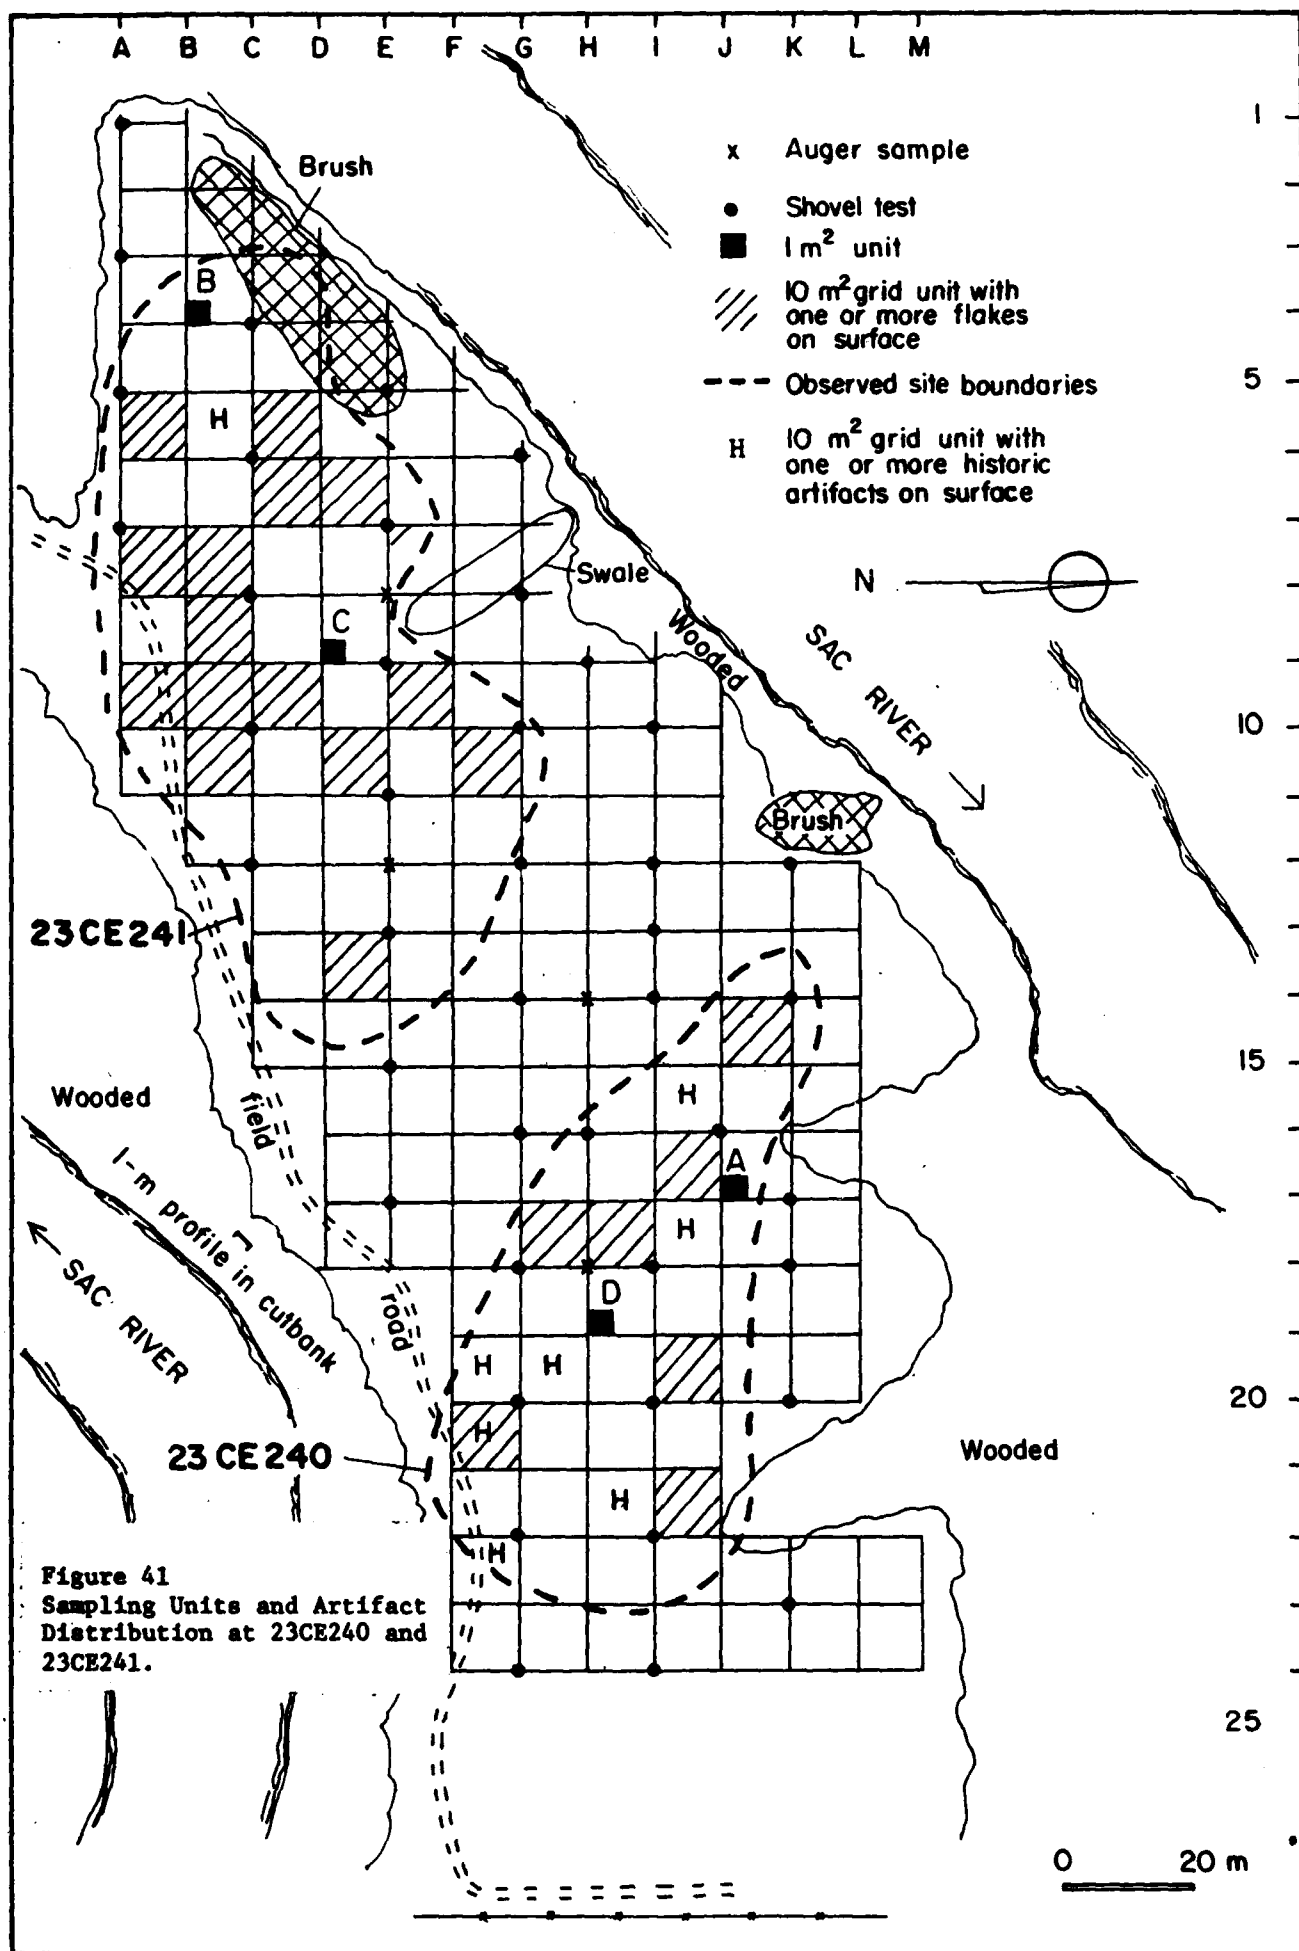 A B C D E F G H I J K L M
1
x Auger sample
Brush
Shovel test
1 m² unit
B
10 m² grid unit with
one or more flakes
on surface
5
Observed site boundaries
H
H 10 m² grid unit with
one or more historic
artifacts on surface
Swale
N
C
Wooded
SAC RIVER
10
Brush
23CE241
15
H
Wooded
field
A
1-m profile in cutbank
H
SAC RIVER
D
road
H H
20
H
23CE240
Wooded
H
H
Figure 41
Sampling Units and Artifact
Distribution at 23CE240 and
23CE241.
25
0 20 m